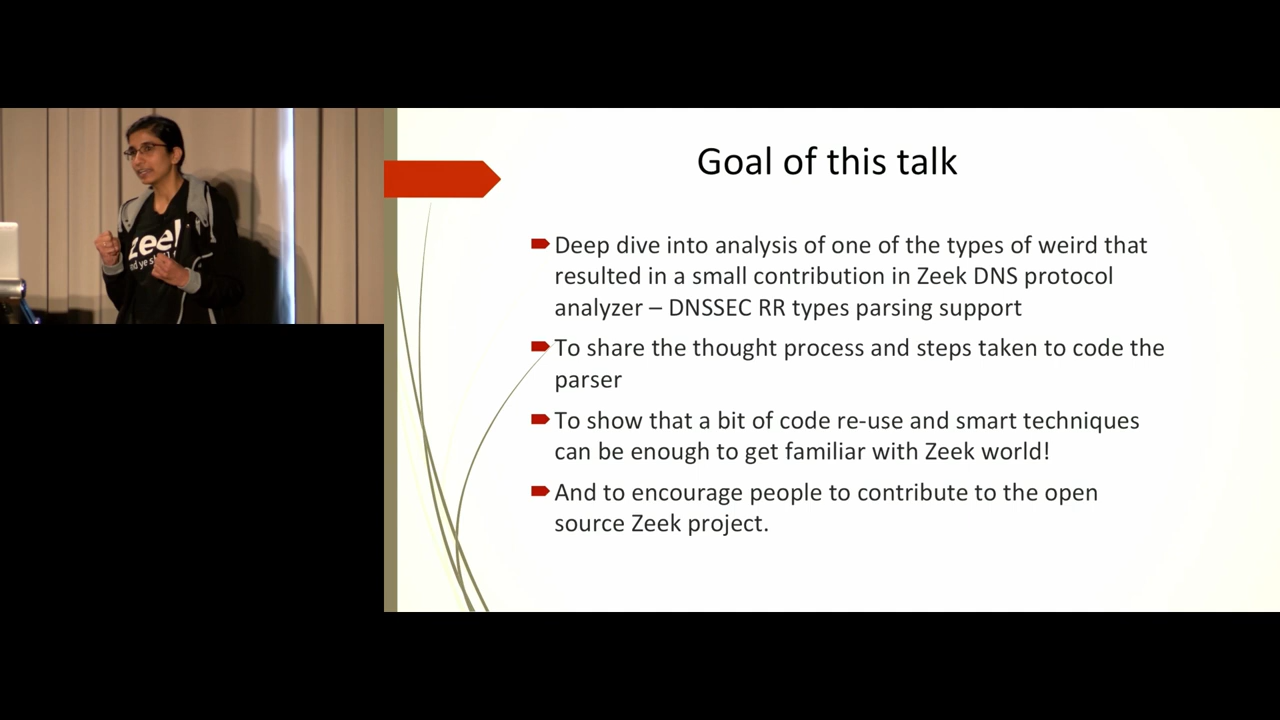 Goal of this talk
Deep dive into analysis of one of the types of weird that
resulted in a small contribution in Zeek DNS protocol
analyzer – DNSSEC RR types parsing support
To share the thought process and steps taken to code the
parser
To show that a bit of code re-use and smart techniques
can be enough to get familiar with Zeek world!
And to encourage people to contribute to the open
source Zeek project.